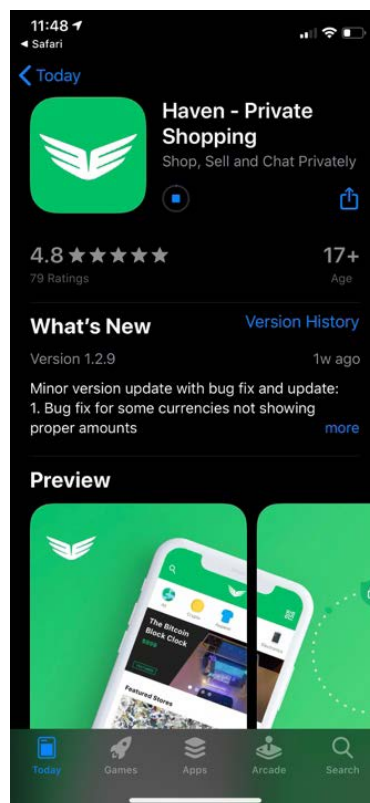 11:48
Safari
Today
Haven - Private
Shopping
Shop, Sell and Chat Privately
4.8
17+
79 Ratings
Age
What's New
Version History
Version 1.2.9
1w ago
Minor version update with bug fix and update:
1. Bug fix for some currencies not showing
proper amounts
more
Preview
The Bitcoin
Block Clock
Featured Stores
Today
Games
Apps
Arcade
Search